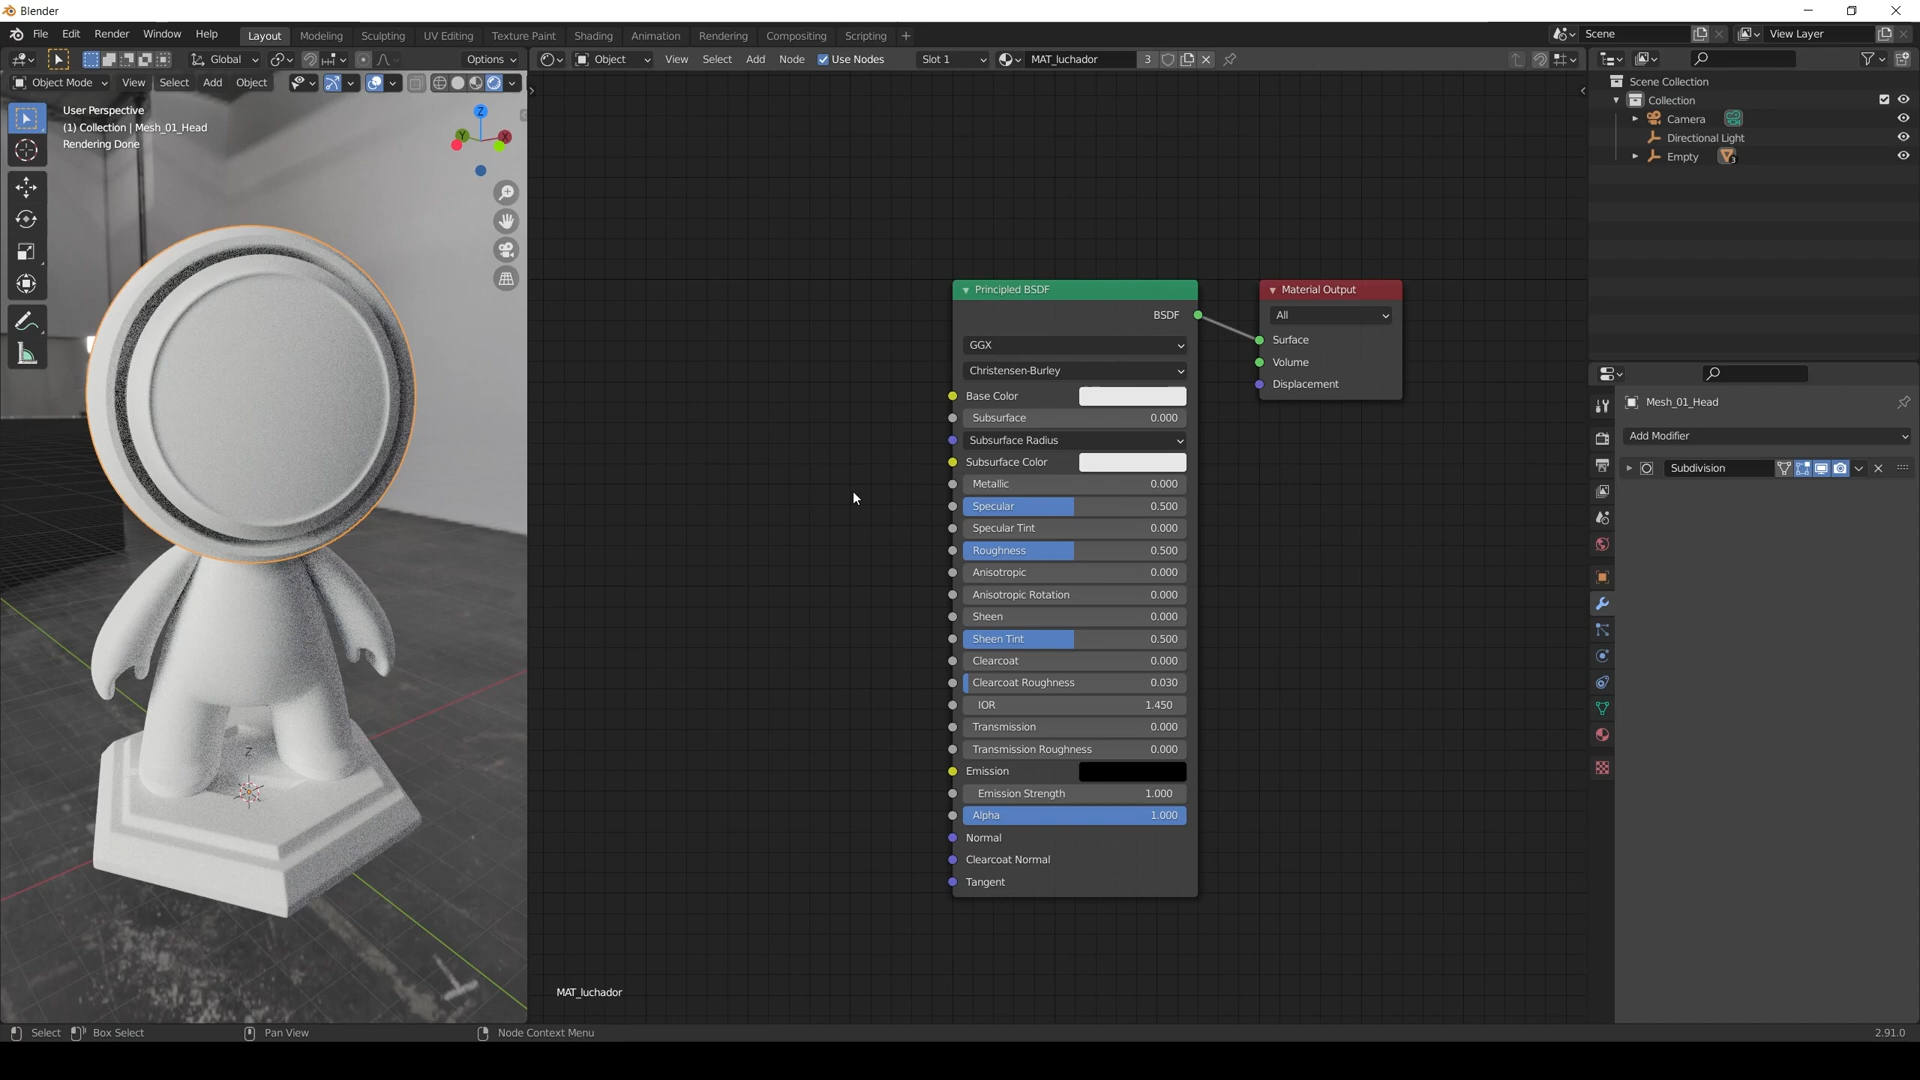 Blender
File Edit Render Window Help Layout Modeling Sculpting UV Editing Texture Paint Shading Animation Rendering Compositing Scripting + Scene View Layer
Global Options Object View Select Add Node Use Nodes Slot 1 MAT_luchador 3
Object Mode View Select Add Object
User Perspective
(1) Collection | Mesh_01_Head
Rendering Done
Z
Y
X
Z
Principled BSDF
BSDF
GGX
Christensen-Burley
Base Color
Subsurface 0.000
Subsurface Radius
Subsurface Color
Metallic 0.000
Specular 0.500
Specular Tint 0.000
Roughness 0.500
Anisotropic 0.000
Anisotropic Rotation 0.000
Sheen 0.000
Sheen Tint 0.500
Clearcoat 0.000
Clearcoat Roughness 0.030
IOR 1.450
Transmission 0.000
Transmission Roughness 0.000
Emission
Emission Strength 1.000
Alpha 1.000
Normal
Clearcoat Normal
Tangent
Material Output
All
Surface
Volume
Displacement
MAT_luchador
Scene Collection
Collection
Camera
Directional Light
Empty 3
Mesh_01_Head
Add Modifier
Subdivision
Select Box Select Pan View Node Context Menu 2.91.0